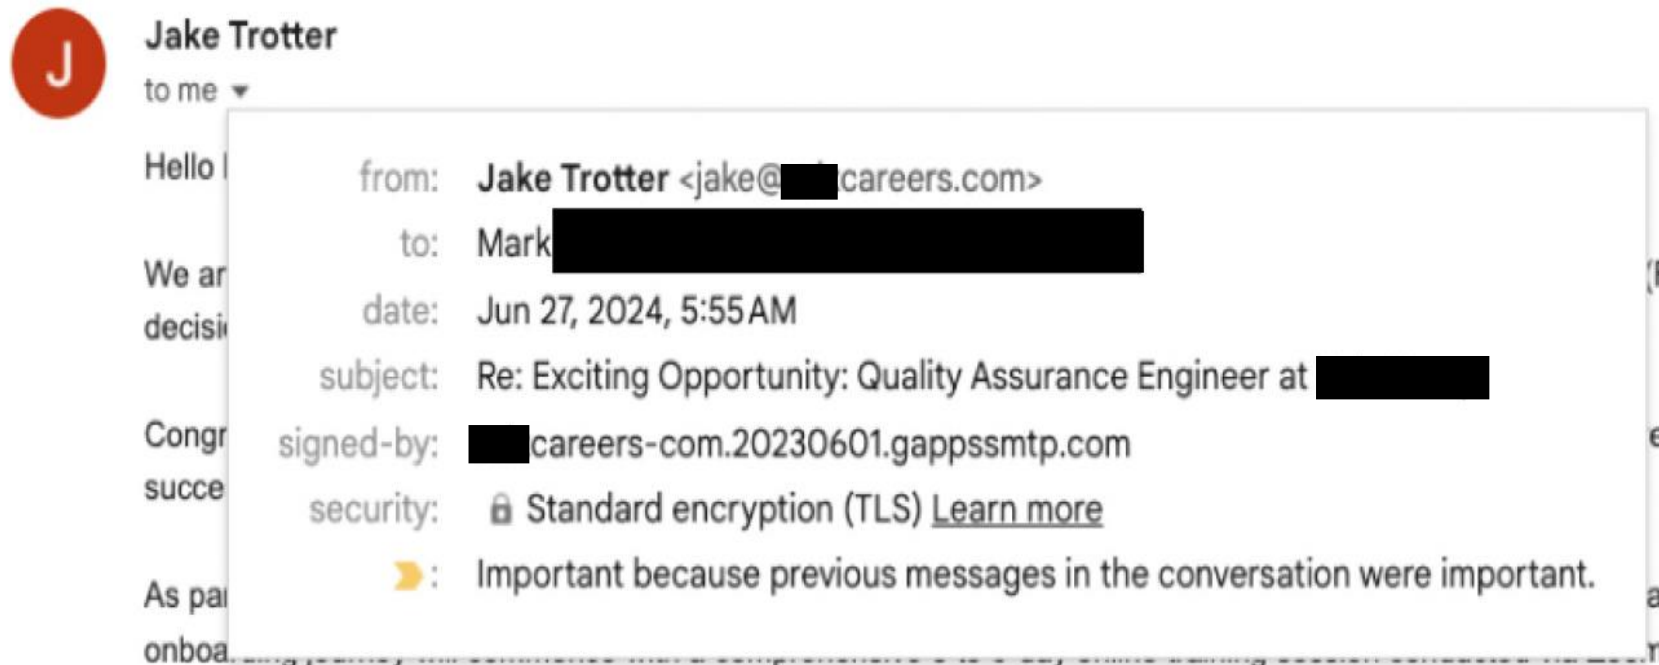 J
Jake Trotter
to me
Hello
from: Jake Trotter <jake@careers.com>
to: Mark
We ar
date: Jun 27, 2024, 5:55 AM
decisi
subject: Re: Exciting Opportunity: Quality Assurance Engineer at
Congr
signed-by: careers-com.20230601.gappssmtp.com
succe
security: Standard encryption (TLS) Learn more
: Important because previous messages in the conversation were important.
As par
onboa